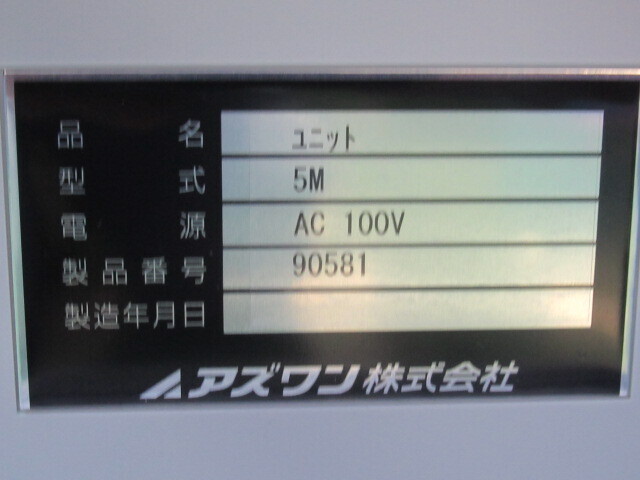 品名 ユニット
型式 5M
電源 AC 100V
製品番号 90581
製造年月日
アズワン株式会社